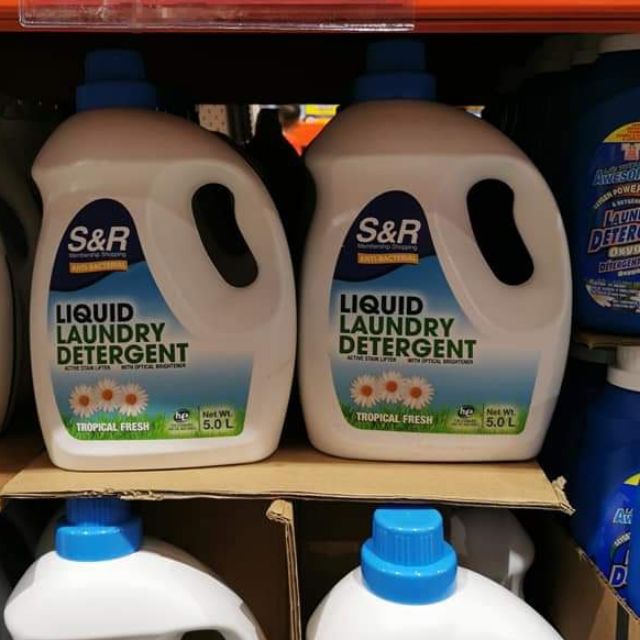 S&R
Membership Shopping
ANTI-BACTERIAL
LIQUID
LAUNDRY
DETERGENT
ACTIVE STAIN LIFTER WITH OPTICAL BRIGHTENER
TROPICAL FRESH
he
Net Wt.
5.0 L
S&R
Membership Shopping
ANTI-BACTERIAL
LIQUID
LAUNDRY
DETERGENT
ACTIVE STAIN LIFTER WITH OPTICAL BRIGHTENER
TROPICAL FRESH
he
Net Wt.
5.0 L